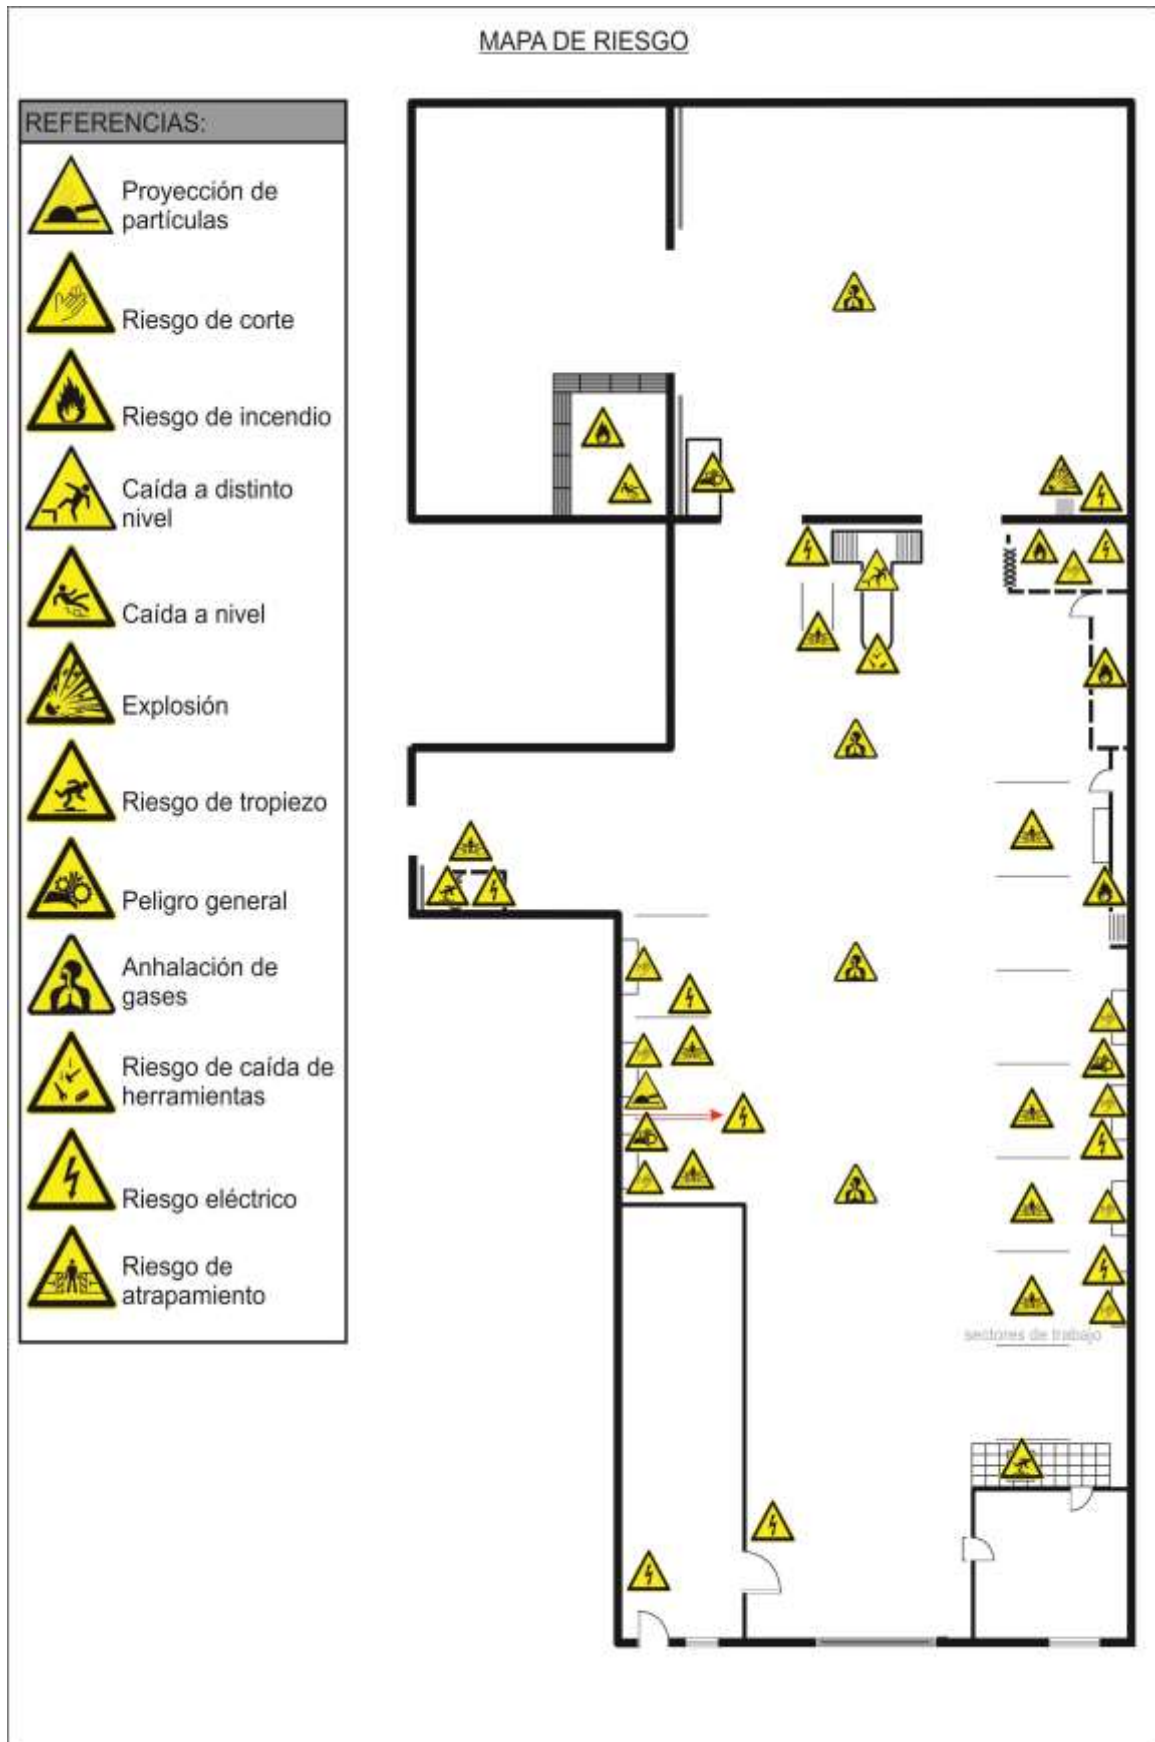 MAPA DE RIESGO
REFERENCIAS:
Proyección de
partículas
Riesgo de corte
Riesgo de incendio
Caída a distinto
nivel
Caída a nivel
Explosión
Riesgo de tropiezo
Peligro general
Anhalación de
gases
Riesgo de caída de
herramientas
Riesgo eléctrico
Riesgo de
atrapamiento
sectores de trabajo